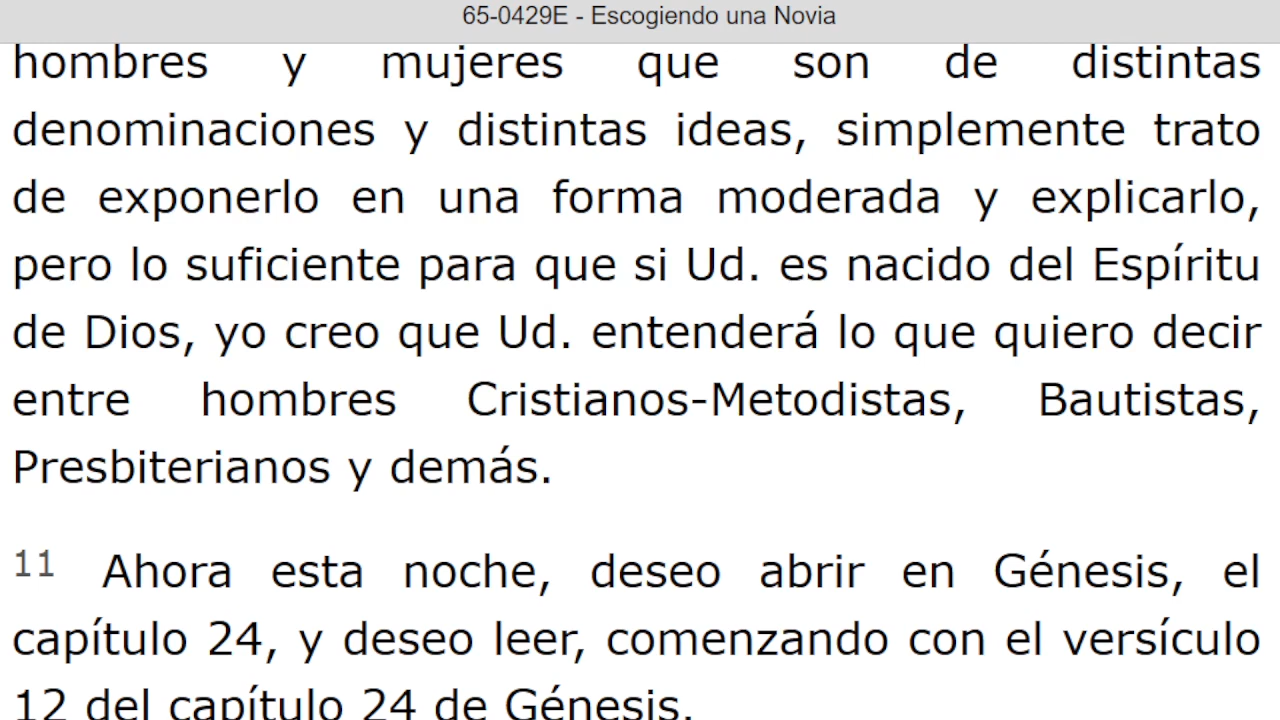 65-0429E - Escogiendo una Novia
hombres y mujeres que son de distintas
denominaciones y distintas ideas, simplemente trato
de exponerlo en una forma moderada y explicarlo,
pero lo suficiente para que si Ud. es nacido del Espíritu
de Dios, yo creo que Ud. entenderá lo que quiero decir
entre hombres Cristianos-Metodistas, Bautistas,
Presbiterianos y demás.
11 Ahora esta noche, deseo abrir en Génesis, el
capítulo 24, y deseo leer, comenzando con el versículo
12 del capítulo 24 de Génesis.